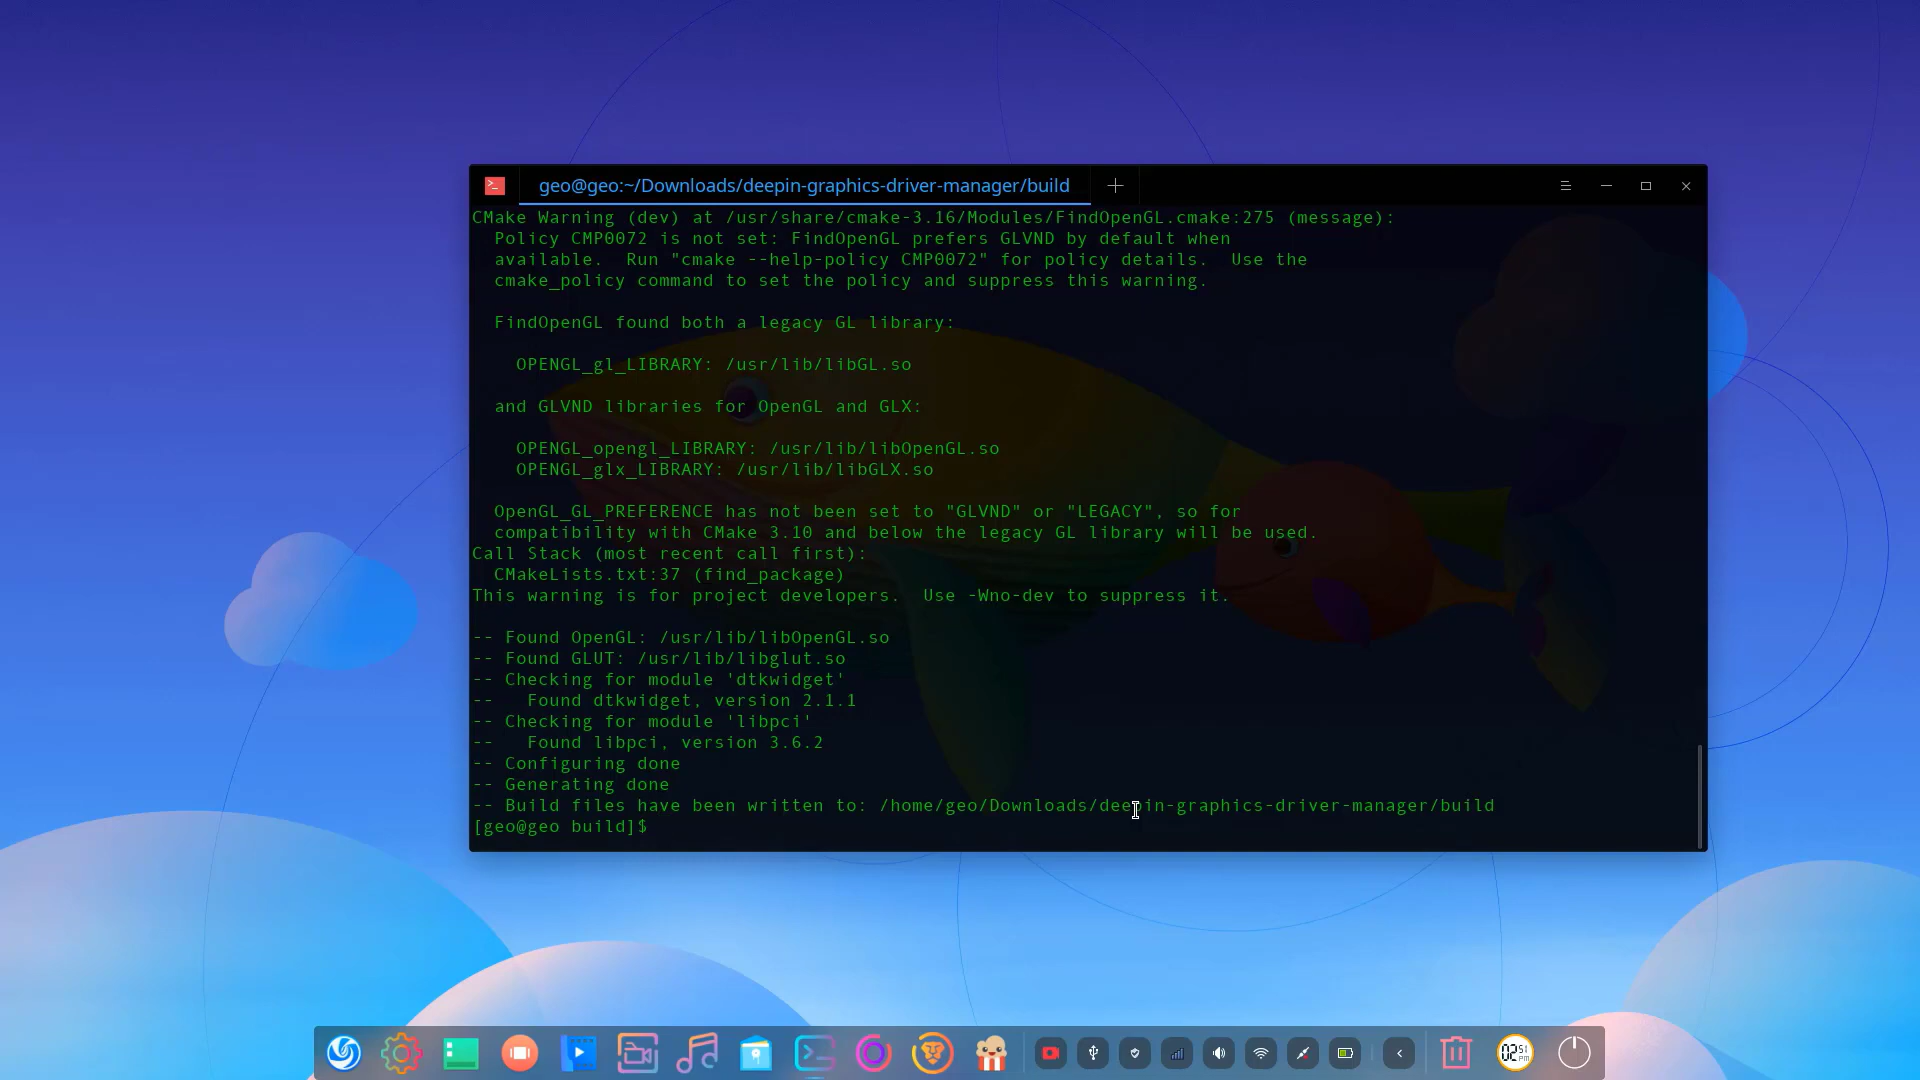 geo@geo:~/Downloads/deepin-graphics-driver-manager/build
CMake Warning (dev) at /usr/share/cmake-3.16/Modules/FindOpenGL.cmake:275 (message):
  Policy CMP0072 is not set: FindOpenGL prefers GLVND by default when
  available.  Run "cmake --help-policy CMP0072" for policy details.  Use the
  cmake_policy command to set the policy and suppress this warning.
  FindOpenGL found both a legacy GL library:
    OPENGL_gl_LIBRARY: /usr/lib/libGL.so
  and GLVND libraries for OpenGL and GLX:
    OPENGL_opengl_LIBRARY: /usr/lib/libOpenGL.so
    OPENGL_glx_LIBRARY: /usr/lib/libGLX.so
  OpenGL_GL_PREFERENCE has not been set to "GLVND" or "LEGACY", so for
  compatibility with CMake 3.10 and below the legacy GL library will be used.
Call Stack (most recent call first):
  CMakeLists.txt:37 (find_package)
This warning is for project developers.  Use -Wno-dev to suppress it.
-- Found OpenGL: /usr/lib/libOpenGL.so
-- Found GLUT: /usr/lib/libglut.so
-- Checking for module 'dtkwidget'
--   Found dtkwidget, version 2.1.1
-- Checking for module 'libpci'
--   Found libpci, version 3.6.2
-- Configuring done
-- Generating done
-- Build files have been written to: /home/geo/Downloads/deepin-graphics-driver-manager/build
[geo@geo build]$
02 51 PM